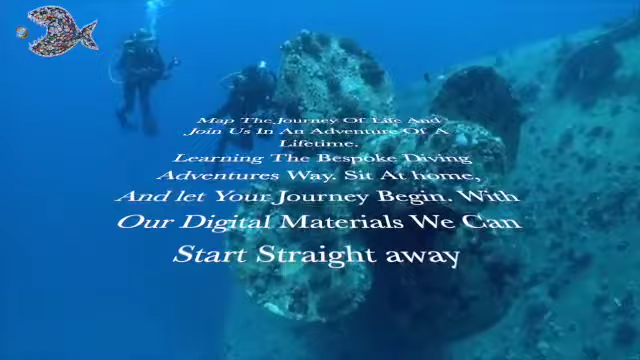 Map The Journey Of Life And
Join Us In An Adventure Of A
Lifetime.
Learning The Bespoke Diving
Adventures Way. Sit At home,
And let Your Journey Begin. With
Our Digital Materials We Can
Start Straight away